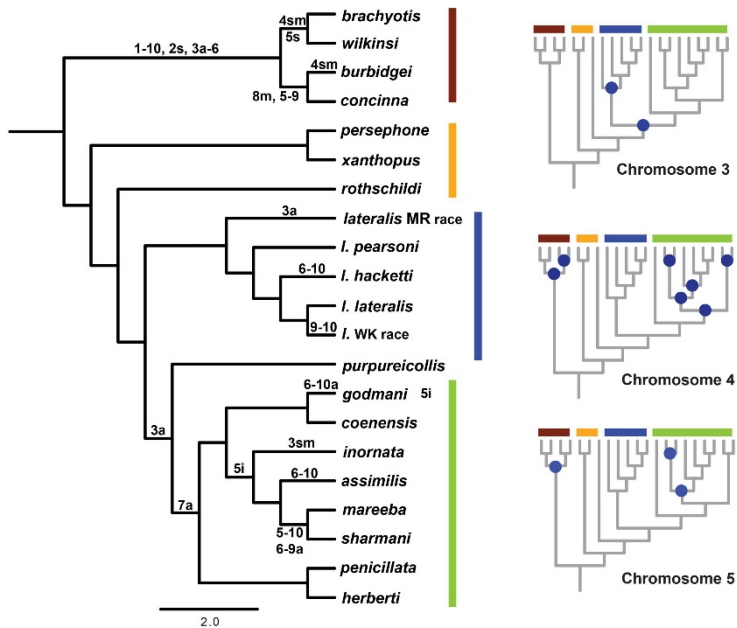 brachyotis
4sm
1-10, 2s, 3a-6
5s
wilkinsi
4sm
burbidgei
8m, 5-9
concinna
persephone
xanthopus
rothschildi
3a
lateralis MR race
l. pearsoni
6-10
l. hacketti
l. lateralis
9-10
l. WK race
purpureicollis
6-10a
godmani 5i
3a
coenensis
3sm
inornata
5i
6-10
assimilis
7a
mareeba
5-10
sharmani
6-9a
penicillata
herberti
2.0
Chromosome 3
Chromosome 4
Chromosome 5